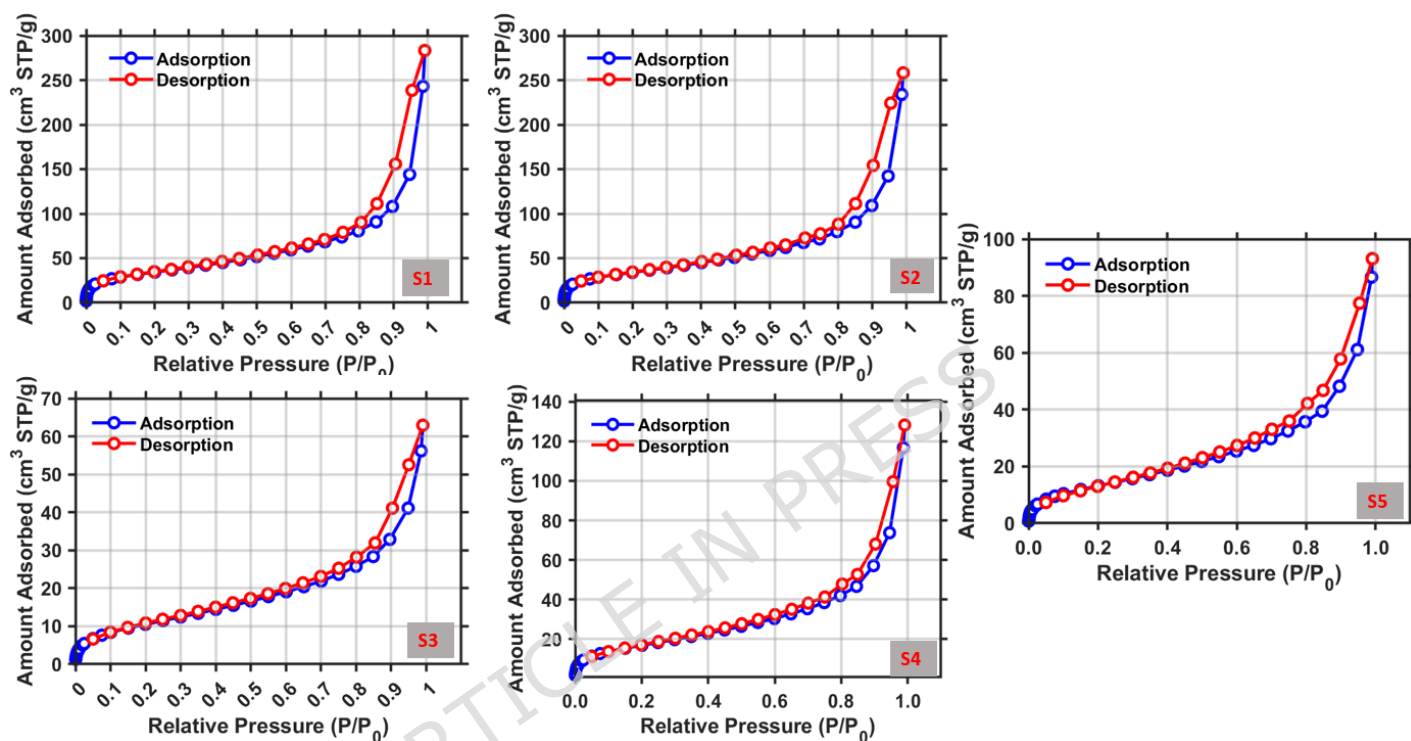 Amount Adsorbed (cm³ STP/g)
300
250
200
150
100
50
0
Adsorption
Desorption
S1
0 0.1 0.2 0.3 0.4 0.5 0.6 0.7 0.8 0.9 1
Relative Pressure (P/P₀)
Amount Adsorbed (cm³ STP/g)
300
250
200
150
100
50
0
Adsorption
Desorption
S2
0 0.1 0.2 0.3 0.4 0.5 0.6 0.7 0.8 0.9 1
Relative Pressure (P/P₀)
Amount Adsorbed (cm³ STP/g)
70
60
50
40
30
20
10
0
Adsorption
Desorption
S3
0 0.1 0.2 0.3 0.4 0.5 0.6 0.7 0.8 0.9 1
Relative Pressure (P/P₀)
Amount Adsorbed (cm³ STP/g)
140
120
100
80
60
40
20
Adsorption
Desorption
S4
0.0 0.2 0.4 0.6 0.8 1.0
Relative Pressure (P/P₀)
Amount Adsorbed (cm³ STP/g)
100
80
60
40
20
0
Adsorption
Desorption
S5
0.0 0.2 0.4 0.6 0.8 1.0
Relative Pressure (P/P₀)
ARTICLE IN PRESS